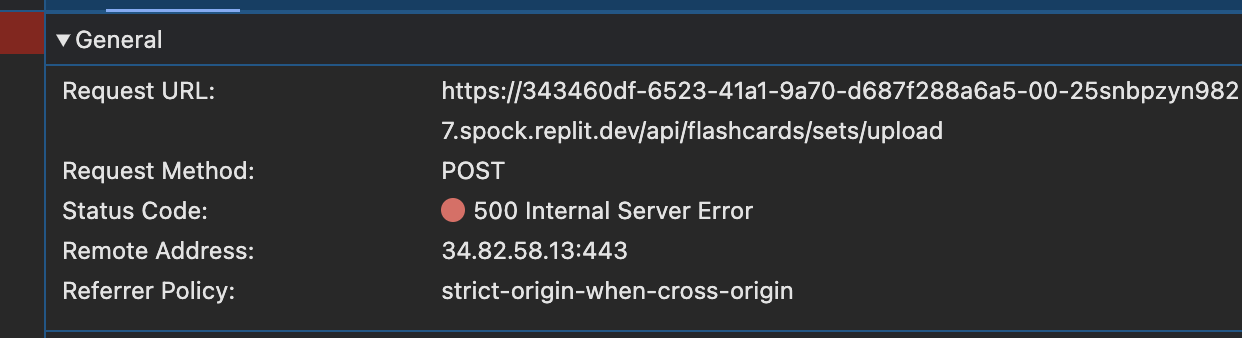 ▼ General
Request URL: https://343460df-6523-41a1-9a70-d687f288a6a5-00-25snbpzyn982
7.spock.replit.dev/api/flashcards/sets/upload
Request Method: POST
Status Code: 500 Internal Server Error
Remote Address: 34.82.58.13:443
Referrer Policy: strict-origin-when-cross-origin